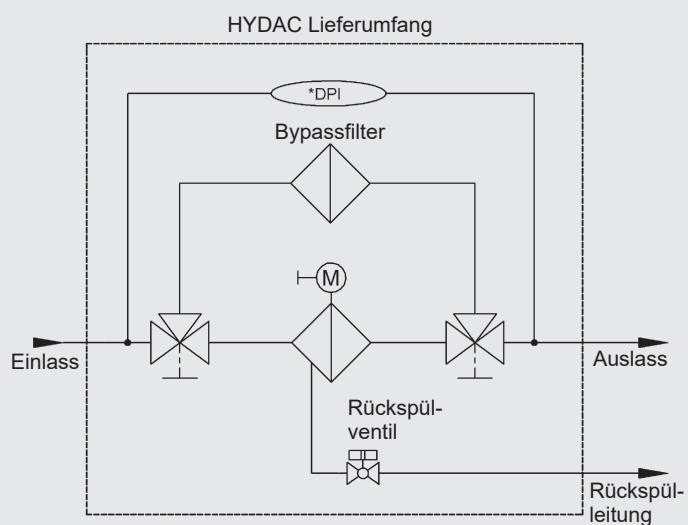 HYDAC Lieferumfang
*DPI
Bypassfilter
M
Einlass
Auslass
Rückspül-
ventil
Rückspül-
leitung